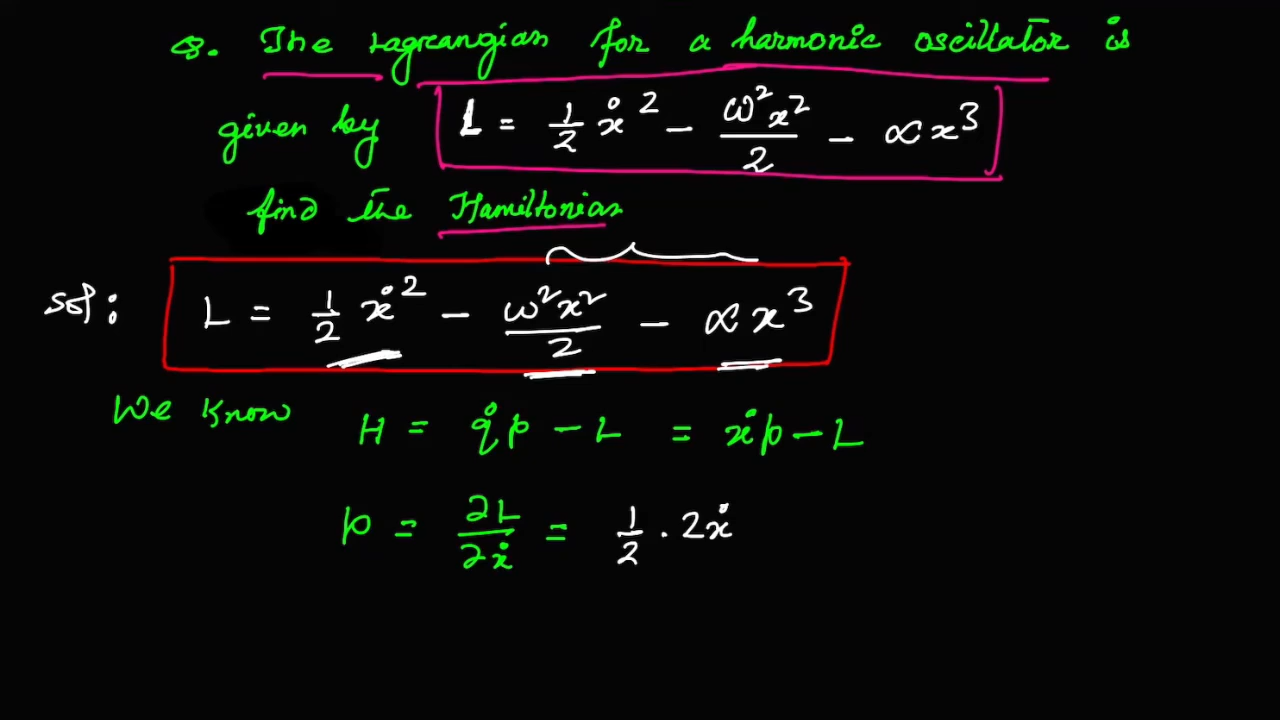 Q. The Lagrangian for a harmonic oscillator is
given by L = 1/2 ẋ² - ω²x²/2 - αx³
find the Hamiltonian
Sol: L = 1/2 ẋ² - ω²x²/2 - αx³
We know H = q̇p - L = ẋp - L
p = ∂L/∂ẋ = 1/2 . 2ẋ